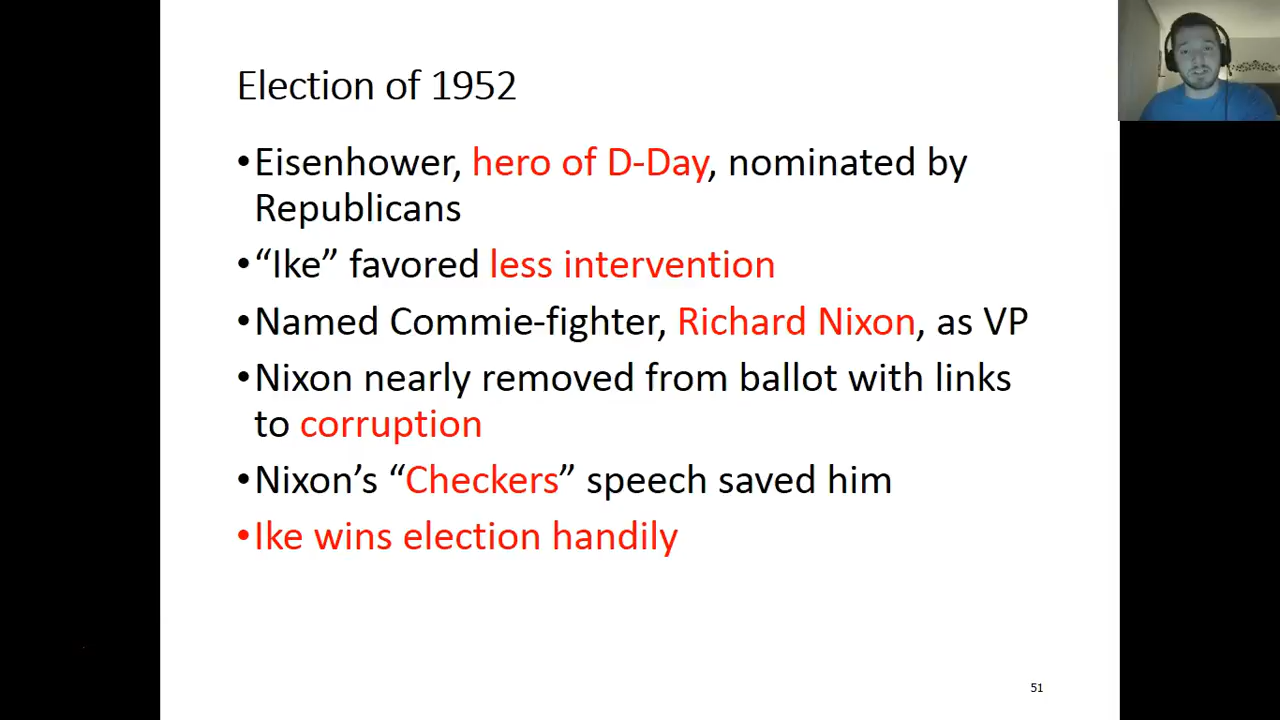 Election of 1952
•Eisenhower, hero of D-Day, nominated by
Republicans
•“Ike” favored less intervention
•Named Commie-fighter, Richard Nixon, as VP
•Nixon nearly removed from ballot with links
to corruption
•Nixon’s “Checkers” speech saved him
•Ike wins election handily
51